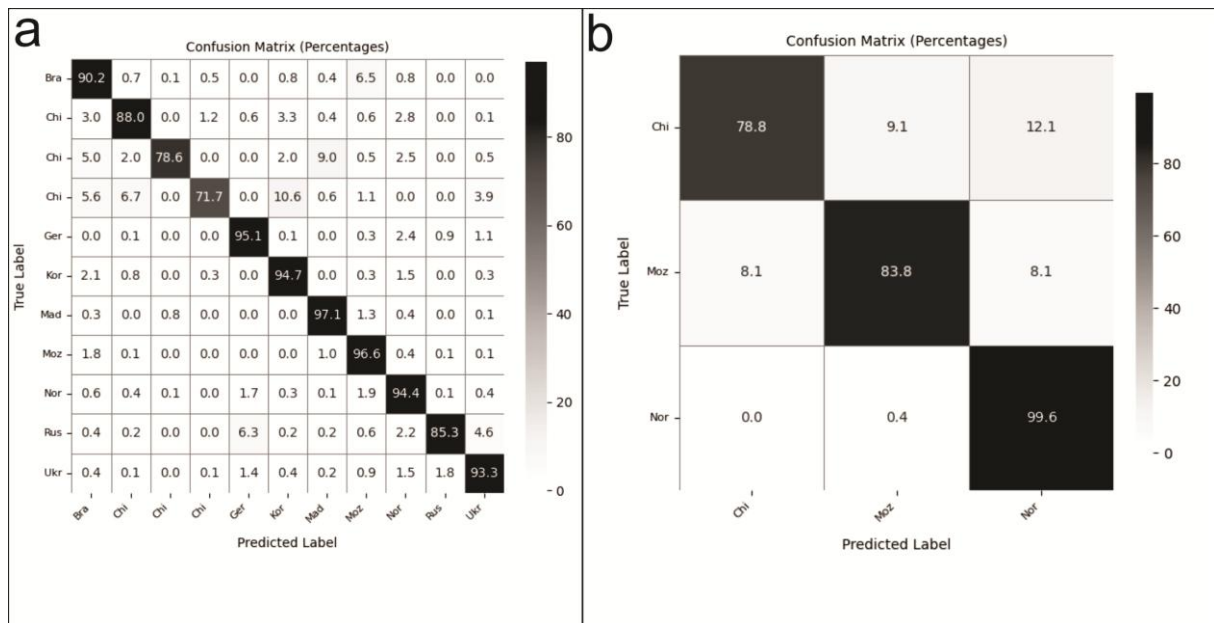 a
Confusion Matrix (Percentages)
True Label
Bra 90.2 0.7 0.1 0.5 0.0 0.8 0.4 6.5 0.8 0.0 0.0
Chi 3.0 88.0 0.0 1.2 0.6 3.3 0.4 0.6 2.8 0.0 0.1
Chi 5.0 2.0 78.6 0.0 0.0 2.0 9.0 0.5 2.5 0.0 0.5
Chi 5.6 6.7 0.0 71.7 0.0 10.6 0.6 1.1 0.0 0.0 3.9
Ger 0.0 0.1 0.0 0.0 95.1 0.1 0.0 0.3 2.4 0.9 1.1
Kor 2.1 0.8 0.0 0.3 0.0 94.7 0.0 0.3 1.5 0.0 0.3
Mad 0.3 0.0 0.8 0.0 0.0 0.0 97.1 1.3 0.4 0.0 0.1
Moz 1.8 0.1 0.0 0.0 0.0 0.0 1.0 96.6 0.4 0.1 0.1
Nor 0.6 0.4 0.1 0.0 1.7 0.3 0.1 1.9 94.4 0.1 0.4
Rus 0.4 0.2 0.0 0.0 6.3 0.2 0.2 0.6 2.2 85.3 4.6
Ukr 0.4 0.1 0.0 0.1 1.4 0.4 0.2 0.9 1.5 1.8 93.3
Bra Chi Chi Chi Ger Kor Mad Moz Nor Rus Ukr
Predicted Label
80
60
40
20
0
b
Confusion Matrix (Percentages)
True Label
Chi 78.8 9.1 12.1
Moz 8.1 83.8 8.1
Nor 0.0 0.4 99.6
Chi Moz Nor
Predicted Label
80
60
40
20
0